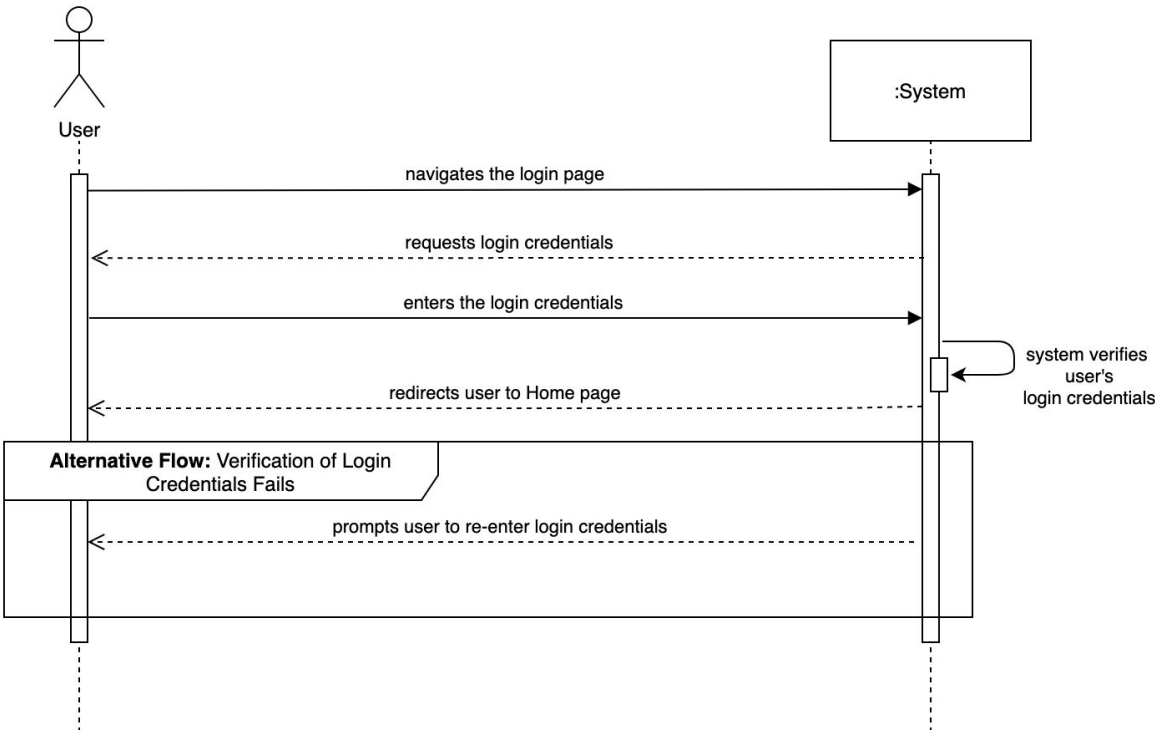 User
:System
navigates the login page
requests login credentials
enters the login credentials
system verifies
user's
login credentials
redirects user to Home page
Alternative Flow: Verification of Login
Credentials Fails
prompts user to re-enter login credentials